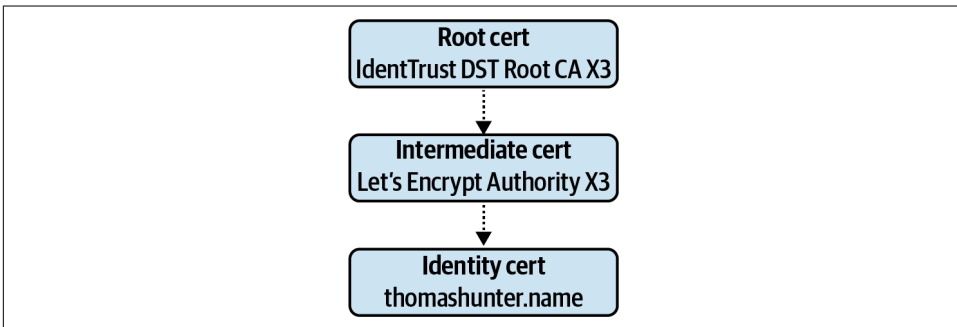 Root cert
IdentTrust DST Root CA X3
Intermediate cert
Let's Encrypt Authority X3
Identity cert
thomashunter.name